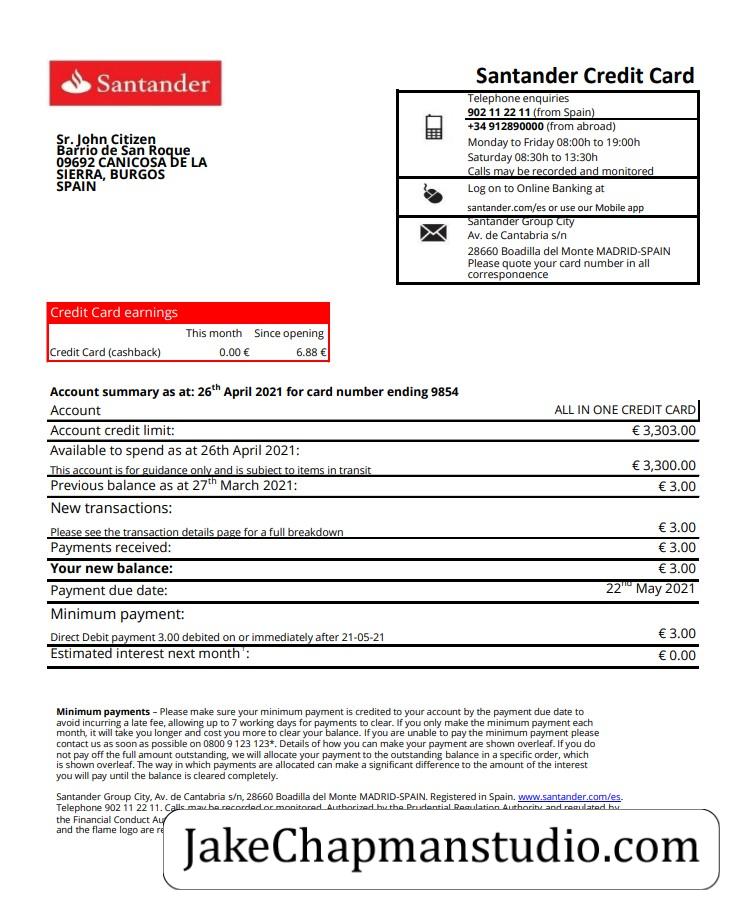 Santander
Santander Credit Card
Telephone enquiries
902 11 22 11 (from Spain)
+34 912890000 (from abroad)
Monday to Friday 08:00h to 19:00h
Saturday 08:30h to 13:30h
Calls may be recorded and monitored
Log on to Online Banking at
santander.com/es or use our Mobile app
Santander Group City
Av. de Cantabria s/n
28660 Boadilla del Monte MADRID-SPAIN
Please quote your card number in all
correspondence
Sr. John Citizen
Barrio de San Roque
09692 CANICOSA DE LA
SIERRA, BURGOS
SPAIN
Credit Card earnings
This month Since opening
Credit Card (cashback) 0.00 € 6.88 €
Account summary as at: 26th April 2021 for card number ending 9854
Account ALL IN ONE CREDIT CARD
Account credit limit: € 3,303.00
Available to spend as at 26th April 2021:
This account is for guidance only and is subject to items in transit € 3,300.00
Previous balance as at 27th March 2021: € 3.00
New transactions:
Please see the transaction details page for a full breakdown € 3.00
Payments received: € 3.00
Your new balance: € 3.00
Payment due date: 22nd May 2021
Minimum payment:
Direct Debit payment 3.00 debited on or immediately after 21-05-21 € 3.00
Estimated interest next month¹: € 0.00
Minimum payments – Please make sure your minimum payment is credited to your account by the payment due date to
avoid incurring a late fee, allowing up to 7 working days for payments to clear. If you only make the minimum payment each
month, it will take you longer and cost you more to clear your balance. If you are unable to pay the minimum payment please
contact us as soon as possible on 0800 9 123 123*. Details of how you can make your payment are shown overleaf. If you do
not pay off the full amount outstanding, we will allocate your payment to the outstanding balance in a specific order, which
is shown overleaf. The way in which payments are allocated can make a significant difference to the amount of the interest
you will pay until the balance is cleared completely.
Santander Group City, Av. de Cantabria s/n, 28660 Boadilla del Monte MADRID-SPAIN. Registered in Spain. www.santander.com/es.
Telephone 902 11 22 11. Calls may be recorded or monitored. Authorized by the Prudential Regulation Authority and regulated by
the Financial Conduct Au
and the flame logo are re
JakeChapmanstudio.com